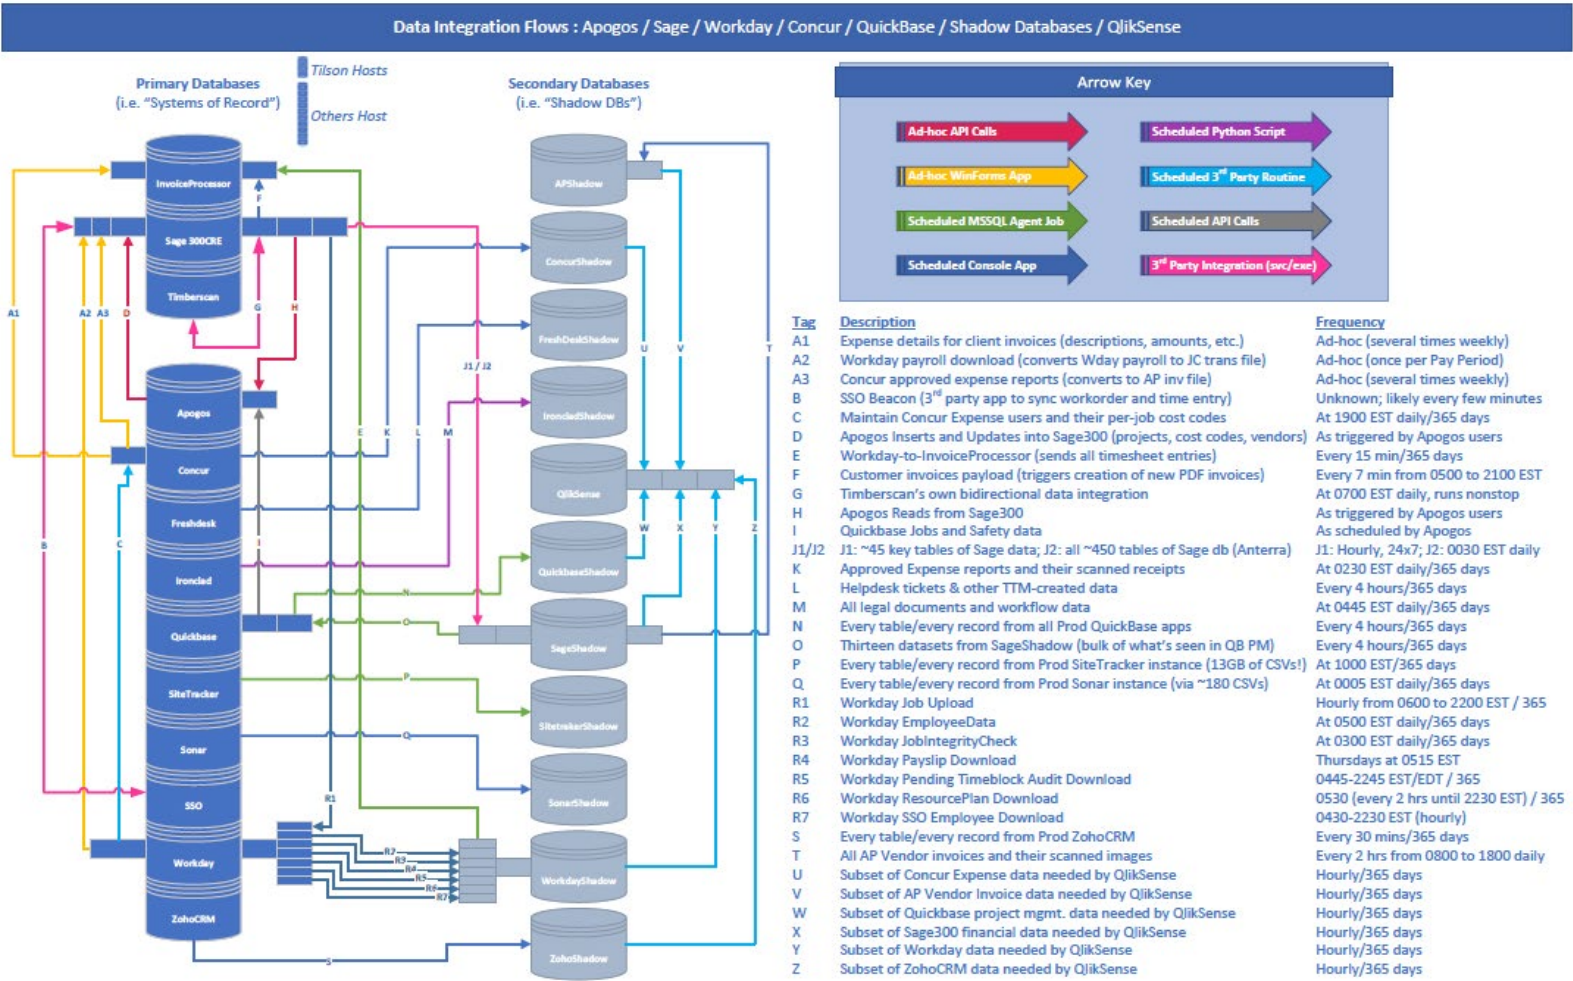 Data Integration Flows : Apogos / Sage / Workday / Concur / QuickBase / Shadow Databases / QlikSense
Primary Databases
(i.e. “Systems of Record”)
Tilson Hosts
Others Host
Secondary Databases
(i.e. “Shadow DBs”)
InvoiceProcessor
Sage 300CRE
Timberscan
Apogos
Concur
Freshdesk
Ironclad
Quickbase
SiteTracker
Sonar
SSO
Workday
ZohoCRM
APShadow
ConcurShadow
FreshDeskShadow
IroncladShadow
QlikSense
QuickbaseShadow
SageShadow
SitetrakerShadow
SonarShadow
WorkdayShadow
ZohoShadow
A1
A2
A3
D
F
G
H
B
C
I
E
K
L
M
J1 / J2
U
V
T
W
X
Y
Z
N
O
P
Q
R1
R2
R3
R4
R5
R6
R7
S
Arrow Key
Ad-hoc API Calls
Scheduled Python Script
Ad-hoc WinForms App
Scheduled 3rd Party Routine
Scheduled MSSQL Agent Job
Scheduled API Calls
Scheduled Console App
3rd Party Integration (svc/exe)
Tag Description Frequency
A1 Expense details for client invoices (descriptions, amounts, etc.) Ad-hoc (several times weekly)
A2 Workday payroll download (converts Wday payroll to JC trans file) Ad-hoc (once per Pay Period)
A3 Concur approved expense reports (converts to AP inv file) Ad-hoc (several times weekly)
B SSO Beacon (3rd party app to sync workorder and time entry) Unknown; likely every few minutes
C Maintain Concur Expense users and their per-job cost codes At 1900 EST daily/365 days
D Apogos Inserts and Updates into Sage300 (projects, cost codes, vendors) As triggered by Apogos users
E Workday-to-InvoiceProcessor (sends all timesheet entries) Every 15 min/365 days
F Customer invoices payload (triggers creation of new PDF invoices) Every 7 min from 0500 to 2100 EST
G Timberscan's own bidirectional data integration At 0700 EST daily, runs nonstop
H Apogos Reads from Sage300 As triggered by Apogos users
I Quickbase Jobs and Safety data As scheduled by Apogos
J1/J2 J1: ~45 key tables of Sage data; J2: all ~450 tables of Sage db (Anterra) J1: Hourly, 24x7; J2: 0030 EST daily
K Approved Expense reports and their scanned receipts At 0230 EST daily/365 days
L Helpdesk tickets & other TTM-created data Every 4 hours/365 days
M All legal documents and workflow data At 0445 EST daily/365 days
N Every table/every record from all Prod QuickBase apps Every 4 hours/365 days
O Thirteen datasets from SageShadow (bulk of what's seen in QB PM) Every 4 hours/365 days
P Every table/every record from Prod SiteTracker instance (13GB of CSVs!) At 1000 EST/365 days
Q Every table/every record from Prod Sonar instance (via ~180 CSVs) At 0005 EST daily/365 days
R1 Workday Job Upload Hourly from 0600 to 2200 EST / 365
R2 Workday EmployeeData At 0500 EST daily/365 days
R3 Workday JobIntegrityCheck At 0300 EST daily/365 days
R4 Workday Payslip Download Thursdays at 0515 EST
R5 Workday Pending Timeblock Audit Download 0445-2245 EST/EDT / 365
R6 Workday ResourcePlan Download 0530 (every 2 hrs until 2230 EST) / 365
R7 Workday SSO Employee Download 0430-2230 EST (hourly)
S Every table/every record from Prod ZohoCRM Every 30 mins/365 days
T All AP Vendor invoices and their scanned images Every 2 hrs from 0800 to 1800 daily
U Subset of Concur Expense data needed by QlikSense Hourly/365 days
V Subset of AP Vendor Invoice data needed by QlikSense Hourly/365 days
W Subset of Quickbase project mgmt. data needed by QlikSense Hourly/365 days
X Subset of Sage300 financial data needed by QlikSense Hourly/365 days
Y Subset of Workday data needed by QlikSense Hourly/365 days
Z Subset of ZohoCRM data needed by QlikSense Hourly/365 days